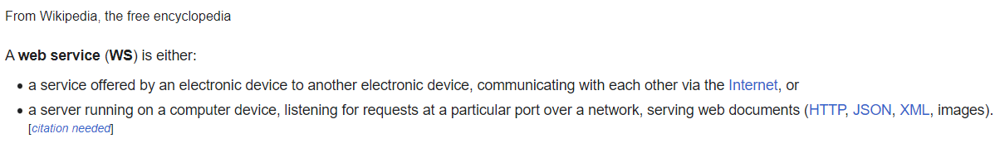 From Wikipedia, the free encyclopedia
A web service (WS) is either:
• a service offered by an electronic device to another electronic device, communicating with each other via the Internet, or
• a server running on a computer device, listening for requests at a particular port over a network, serving web documents (HTTP, JSON, XML, images).
[citation needed]